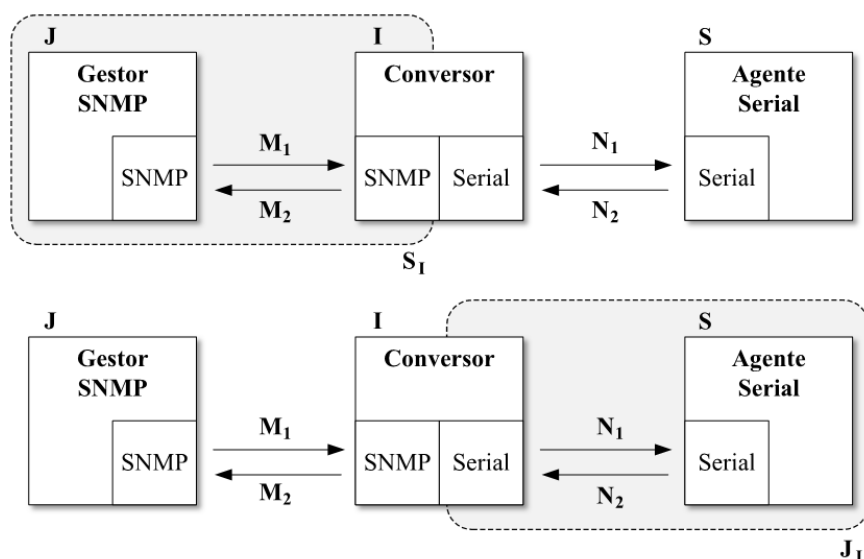 J
I
S
Gestor
SNMP
Conversor
Agente
Serial
M1
N1
SNMP
SNMP
Serial
Serial
M2
N2
SI
J
I
S
Gestor
SNMP
Conversor
Agente
Serial
M1
N1
SNMP
SNMP
Serial
Serial
M2
N2
JI